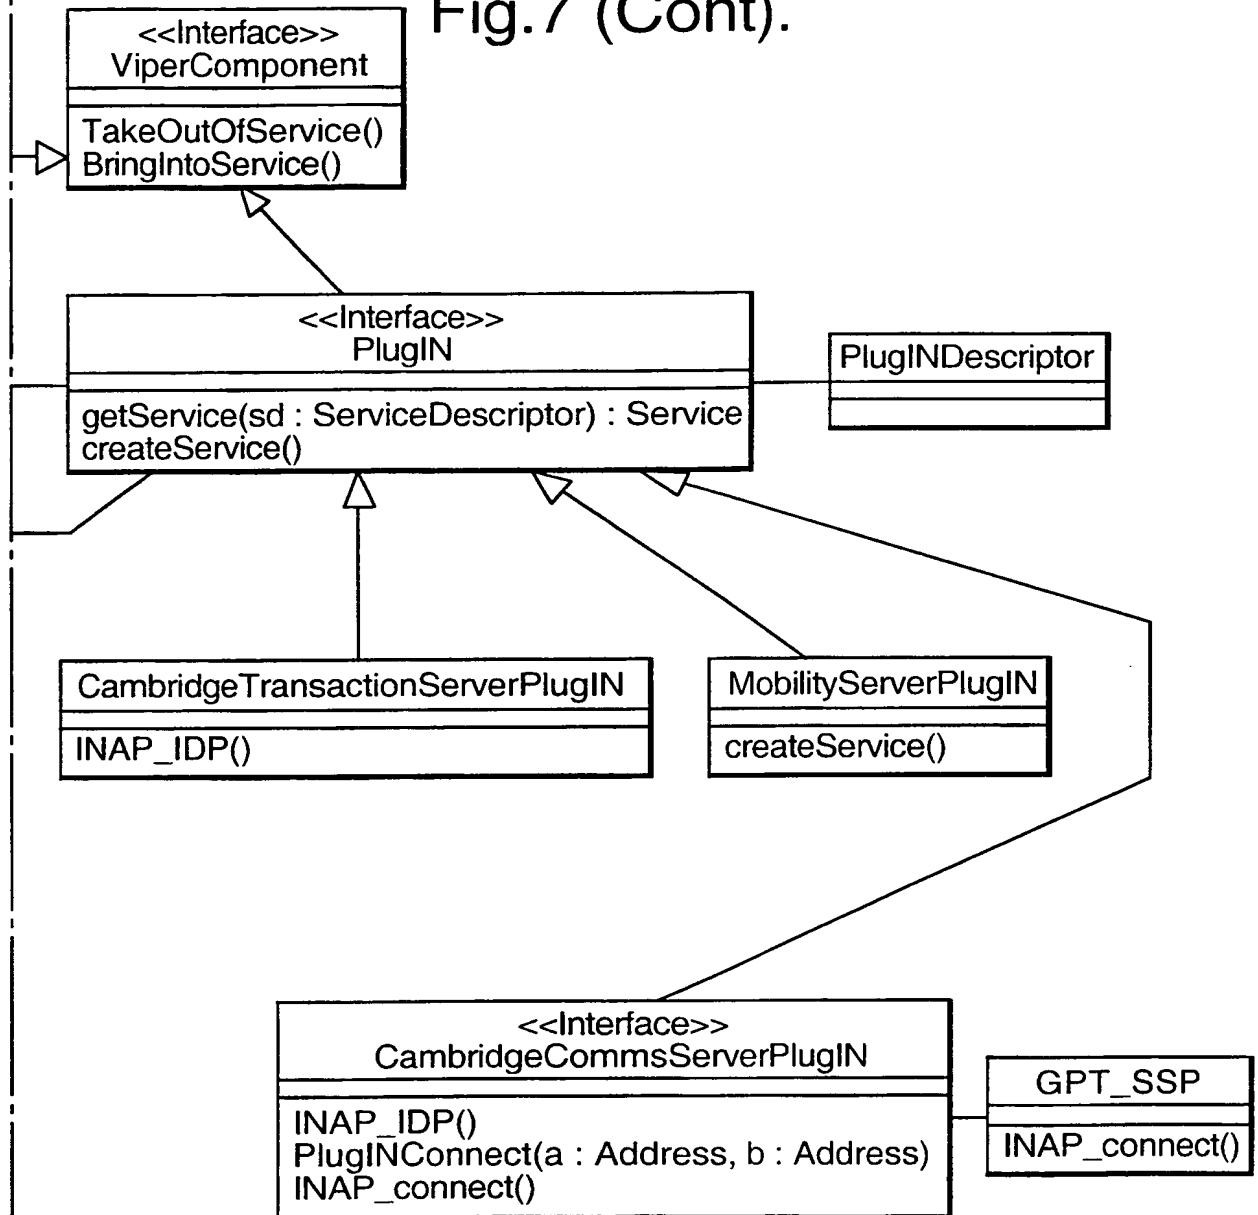 Fig.7 (Cont).
<<Interface>>
ViperComponent
TakeOutOfService()
BringIntoService()
<<Interface>>
PlugIN
getService(sd : ServiceDescriptor) : Service
createService()
PlugINDescriptor
CambridgeTransactionServerPlugIN
INAP_IDP()
MobilityServerPlugIN
createService()
<<Interface>>
CambridgeCommsServerPlugIN
INAP_IDP()
PlugINConnect(a : Address, b : Address)
INAP_connect()
GPT_SSP
INAP_connect()